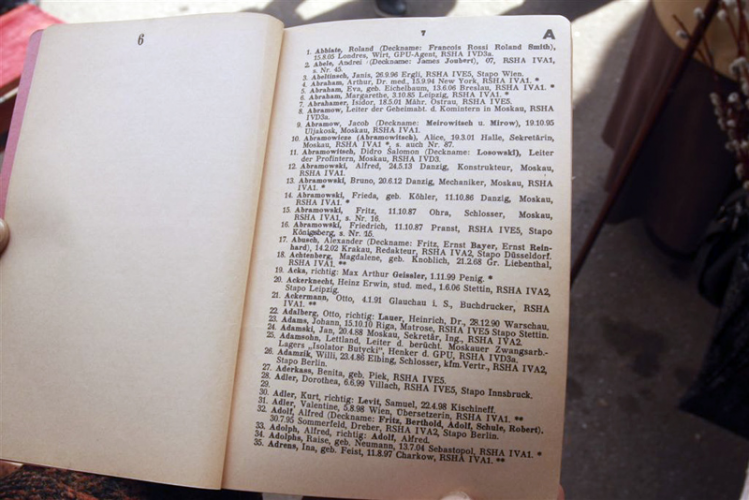 6
7
A
1. Abbiate, Roland (Deckname: Francois Rossi Roland Smith),
15.8.05 Londres, Wirt, GPU-Agent, RSHA IVD3a.
2. Abele, Andrei (Deckname: James Joubert), 07, RSHA IVA1,
s. Nr. 45.
3. Abeltinsch, Janis, 26.9.96 Ergli, RSHA IVE5, Stapo Wien.
4. Abraham, Arthur, Dr. med., 15.9.94 New York, RSHA IVA1. *
5. Abraham, Eva, geb. Eichelbaum, 13.6.06 Breslau, RSHA IVA1. *
6. Abraham, Margarethe, 3.10.85 Leipzig, RSHA IVA1. *
7. Abrahamer, Isidor, 18.5.01 Mähr. Ostrau, RSHA IVE5.
8. Abramow, Leiter der Geheimabt. d. Komintern in Moskau, RSHA
IVD3a.
9. Abramow, Jacob (Deckname: Meirowitsch u. Mirow), 19.10.95
Uljakosk, Moskau, RSHA IVA1.
10. Abramowicze (Abramowitsch), Alice, 19.3.01 Halle, Sekretärin,
Moskau, RSHA IVA1 *, s. auch Nr. 87.
11. Abramowitsch, Didro Salomon (Deckname: Losowski), Leiter
der Profintern, Moskau, RSHA IVD3.
12. Abramowski, Alfred, 24.5.13 Danzig, Konstrukteur, Moskau,
RSHA IVA1.
13. Abramowski, Bruno, 20.6.12 Danzig, Mechaniker, Moskau, RSHA
IVA1. *
14. Abramowski, Frieda, geb. Köhler, 11.10.86 Danzig, Moskau,
RSHA IVA1. *
15. Abramowski, Fritz, 11.10.87 Ohra, Schlosser, Moskau,
RSHA IVA1, s. Nr. 16.
16. Abramowski, Friedrich, 11.10.87 Pranst, RSHA IVE5, Stapo
Königsberg, s. Nr. 15.
17. Abusch, Alexander (Deckname: Fritz, Ernst Bayer, Ernst Rein-
hard), 14.2.02 Krakau, Redakteur, RSHA IVA2, Stapo Düsseldorf.
18. Achtenberg, Magdalene, geb. Knoblich, 21.2.68 Gr. Liebenthal,
RSHA IVA1. **
19. Acka, richtig: Max Arthur Geissler, 1.11.99 Penig. *
20. Ackerknecht, Heinz Erwin, stud. med., 1.6.06 Stettin, RSHA IVA2,
Stapo Leipzig.
21. Ackermann, Otto, 4.1.91 Glauchau i. S., Buchdrucker, RSHA
IVA1. **
22. Adalberg, Otto, richtig: Lauer, Heinrich, Dr., 28.12.90 Warschau.
23. Adams, Johann, 15.10.10 Riga, Matrose, RSHA IVE5 Stapo Stettin.
24. Adamski, Jan, 20.4.88 Moskau, Sekretär, Ing., RSHA IVA2.
25. Adamsohn, Lettland, Leiter d. berücht. Moskauer Zwangsarb.-
Lagers „Isolator Butycki", Henker d. GPU, RSHA IVD3a.
26. Adamzik, Willi, 23.4.86 Elbing, Schlosser, kfm.Vertr., RSHA IVA2,
Stapo Berlin.
27. Aderkass, Benita, geb. Piek, RSHA IVE5.
28. Adler, Dorothea, 6.6.99 Villach, RSHA IVE5, Stapo Innsbruck.
29.
30. Adler, Kurt, richtig: Levit, Samuel, 22.4.98 Kischineff.
31. Adler, Valentine, 5.8.98 Wien, Übersetzerin, RSHA IVA1. **
32. Adolf, Alfred (Deckname: Fritz, Berthold, Adolf, Schule, Robert),
30.7.95 Sommerfeld, Dreher, RSHA IVA2, Stapo Berlin.
33. Adolph, Alfred, richtig: Adolf, Alfred.
34. Adolphs, Raise, geb. Neumann, 13.7.04 Sebastopol, RSHA IVA1. *
35. Adrens, Ina, geb. Feist, 11.8.97 Charkow, RSHA IVA1. **